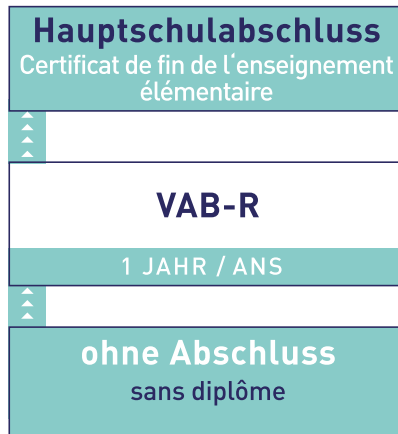 Hauptschulabschluss
Certificat de fin de l'enseignement
élémentaire
VAB-R
1 JAHR / ANS
ohne Abschluss
sans diplôme